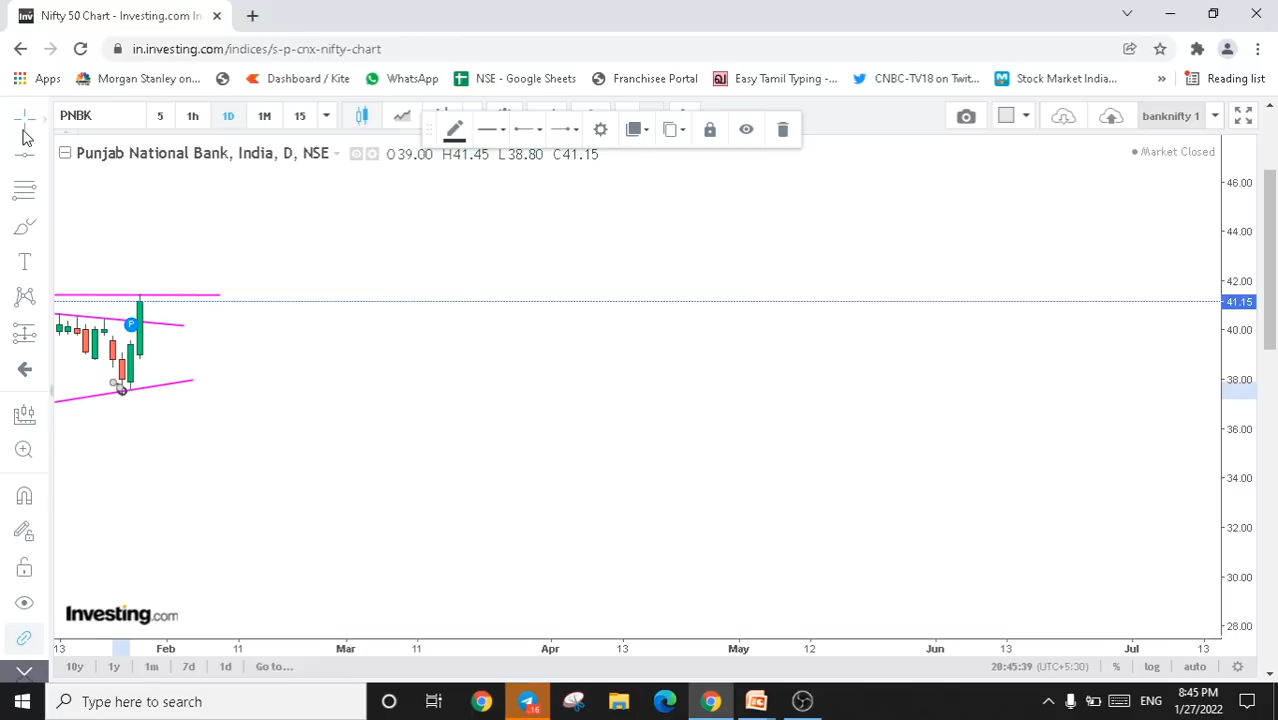 Nifty 50 Chart - Investing.com In
in.investing.com/indices/s-p-cnx-nifty-chart
Apps Morgan Stanley on... Dashboard / Kite WhatsApp NSE - Google Sheets Franchisee Portal Easy Tamil Typing -... CNBC-TV18 on Twit... Stock Market India... » Reading list
PNBK 5 1h 1D 1M 15 banknifty 1
Punjab National Bank, India, D, NSE O39.00 H41.45 L38.80 C41.15
Market Closed
46.00
44.00
42.00
41.15
40.00
P
38.00
36.00
34.00
32.00
30.00
28.00
Investing.com
13 Feb 11 Mar 11 Apr 13 May 12 Jun 13 Jul 13
10y 1y 1m 7d 1d Go to... 20:45:39 (UTC+5:30) % log auto
Type here to search 16 ENG 8:45 PM
1/27/2022